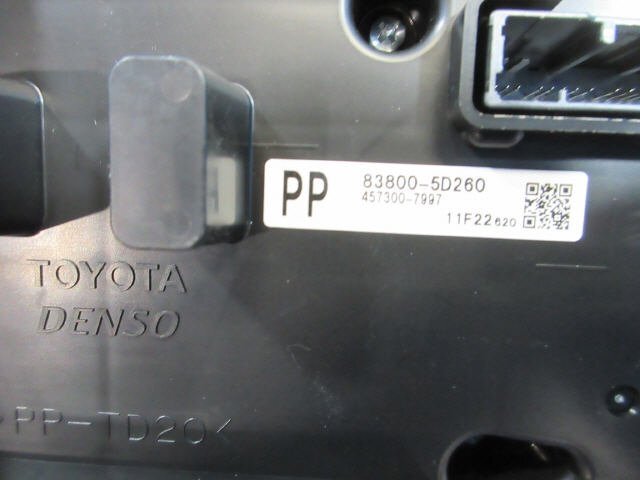 PP
83800-5D260
457300-7997
11F22620
TOYOTA
DENSO
>PP-TD20<